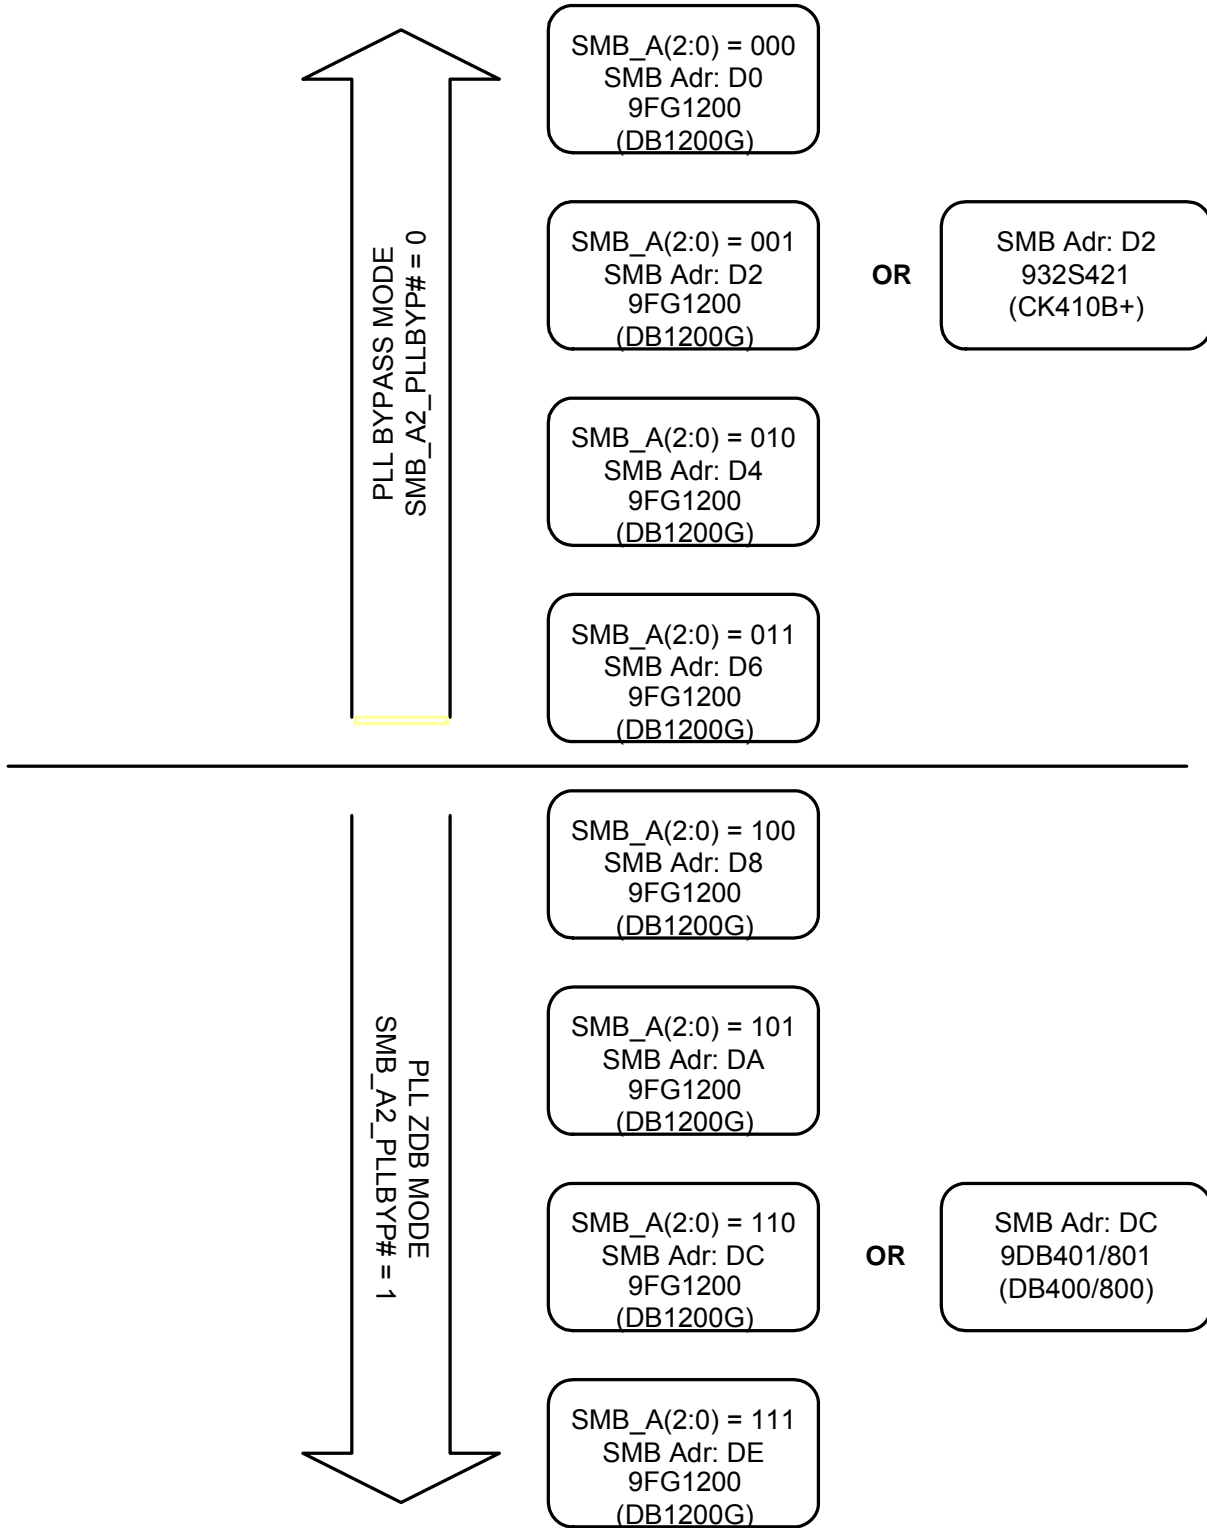 PLL BYPASS MODE
SMB_A2_PLLBYP# = 0
SMB_A(2:0) = 000
SMB Adr: D0
9FG1200
(DB1200G)
SMB_A(2:0) = 001
SMB Adr: D2
9FG1200
(DB1200G)
OR
SMB Adr: D2
932S421
(CK410B+)
SMB_A(2:0) = 010
SMB Adr: D4
9FG1200
(DB1200G)
SMB_A(2:0) = 011
SMB Adr: D6
9FG1200
(DB1200G)
PLL ZDB MODE
SMB_A2_PLLBYP# = 1
SMB_A(2:0) = 100
SMB Adr: D8
9FG1200
(DB1200G)
SMB_A(2:0) = 101
SMB Adr: DA
9FG1200
(DB1200G)
SMB_A(2:0) = 110
SMB Adr: DC
9FG1200
(DB1200G)
OR
SMB Adr: DC
9DB401/801
(DB400/800)
SMB_A(2:0) = 111
SMB Adr: DE
9FG1200
(DB1200G)